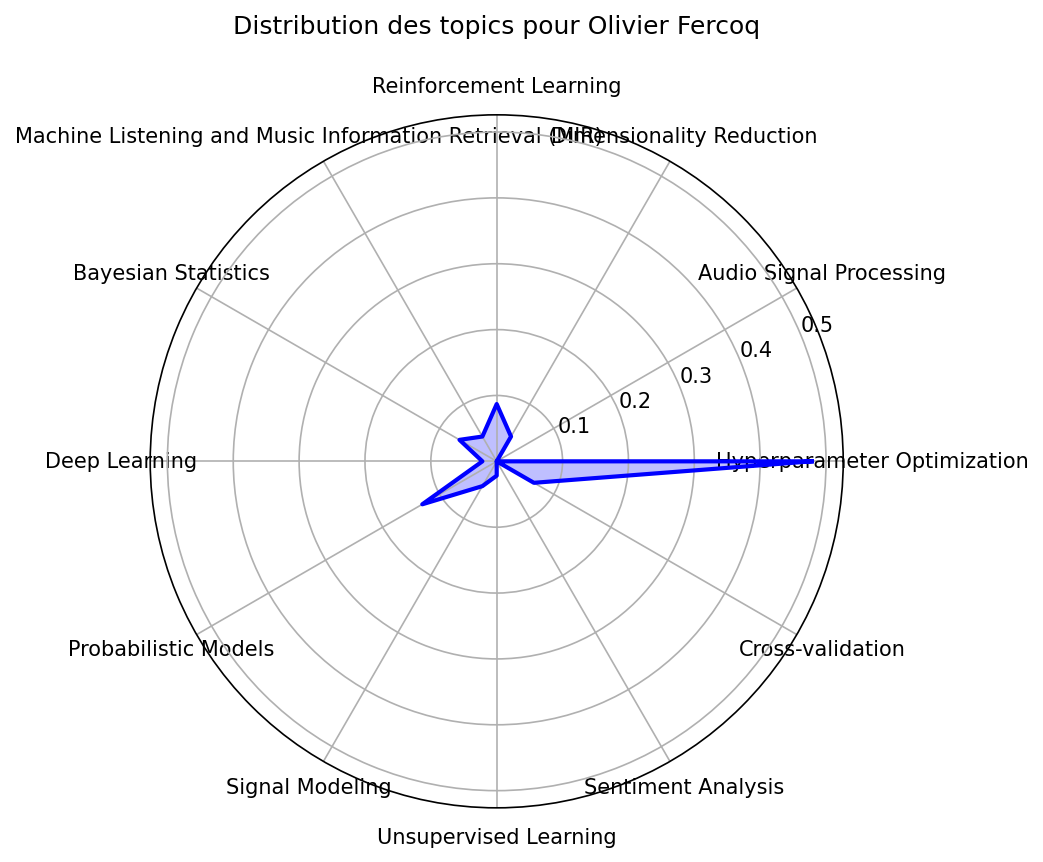 Distribution des topics pour Olivier Fercoq
Reinforcement Learning
Machine Listening and Music Information Retrieval (MIR)
Dimensionality Reduction
Bayesian Statistics
Audio Signal Processing
0.5
0.4
0.3
0.2
0.1
Deep Learning
Hyperparameter Optimization
Probabilistic Models
Cross-validation
Signal Modeling
Sentiment Analysis
Unsupervised Learning